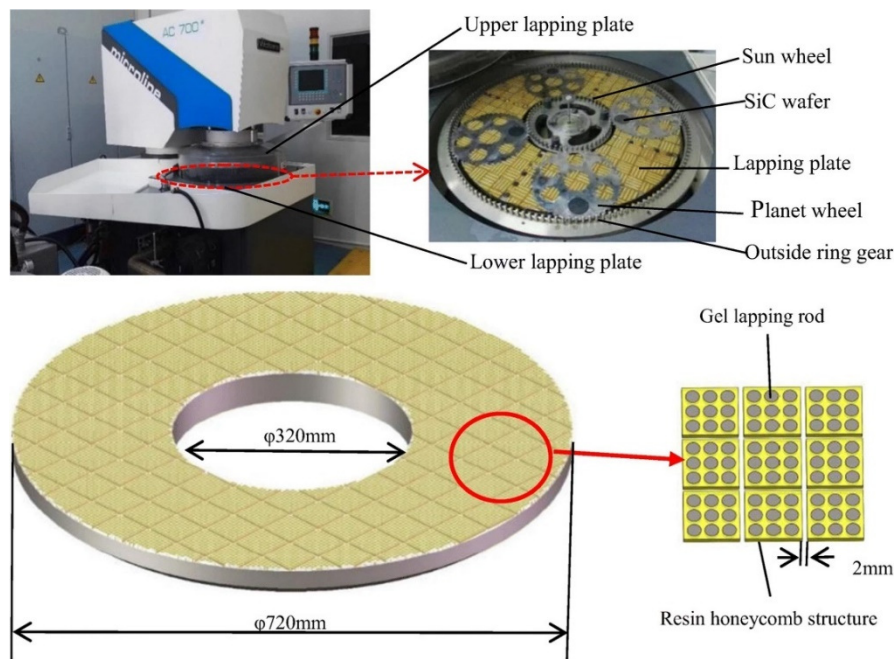 AC 700
microline
Upper lapping plate
Sun wheel
SiC wafer
Lapping plate
Planet wheel
Outside ring gear
Lower lapping plate
Gel lapping rod
φ320mm
φ720mm
2mm
Resin honeycomb structure